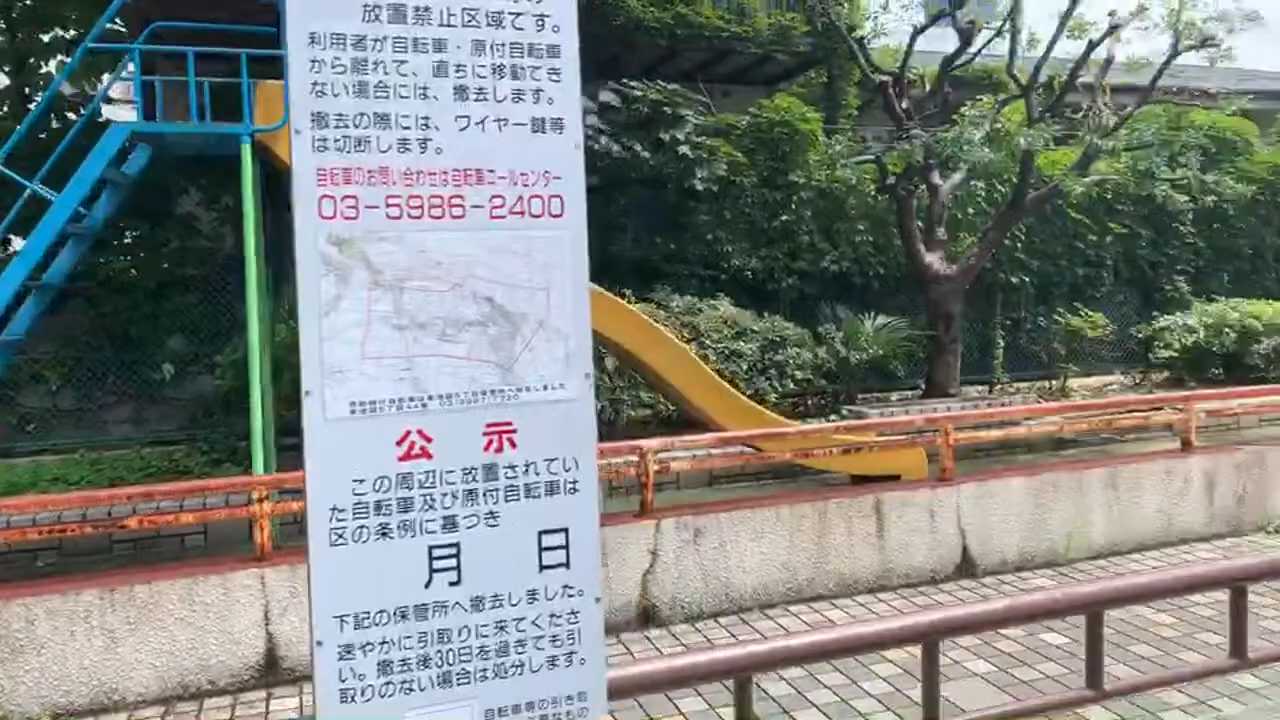 放置禁止区域です。
利用者が自転車・原付自転車
から離れて、直ちに移動でき
ない場合には、撤去します。
撤去の際には、ワイヤー鍵等
は切断します。
自転車のお問い合わせは自転車コールセンター
03-5986-2400
公 示
この周辺に放置されてい
た自転車及び原付自転車は
区の条例に基づき
月 日
下記の保管所へ撤去しました。
速やかに引取りに来てくださ
い。撤去後30日を過ぎても引
取りのない場合は処分します。
自転車等の引き取